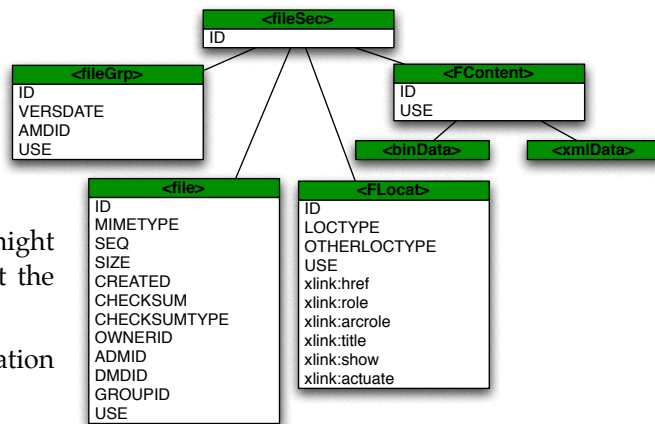 <fileSec>
ID
<fileGrp>
ID
VERSDATE
AMDID
USE
<FContent>
ID
USE
<binData>
<xmlData>
<file>
ID
MIMETYPE
SEQ
SIZE
CREATED
CHECKSUM
CHECKSUMTYPE
OWNERID
ADMID
DMDID
GROUPID
USE
<FLocat>
ID
LOCTYPE
OTHERLOCTYPE
USE
xlink:href
xlink:role
xlink:arcrole
xlink:title
xlink:show
xlink:actuate
the